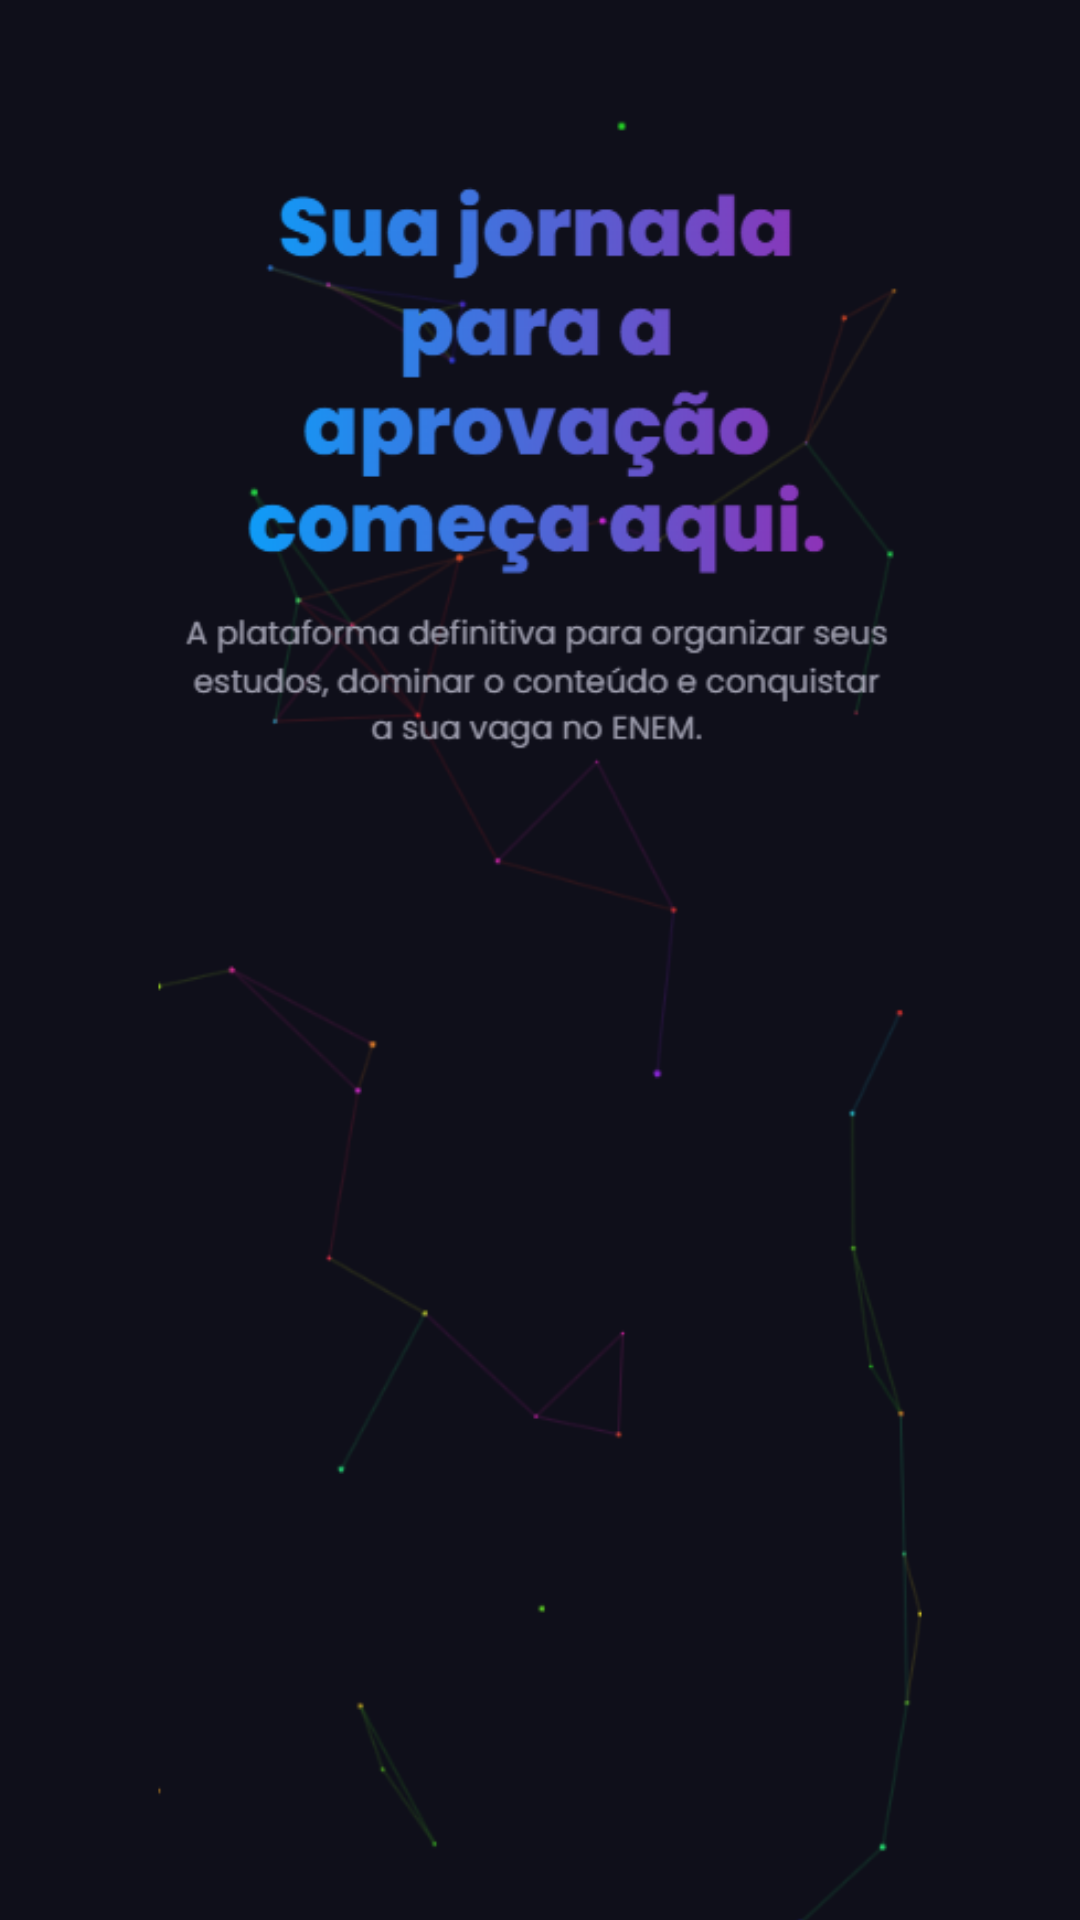 Sua jornada
para a
aprovação
começa aqui.
A plataforma definitiva para organizar seus
estudos, dominar o conteúdo e conquistar
a sua vaga no ENEM.